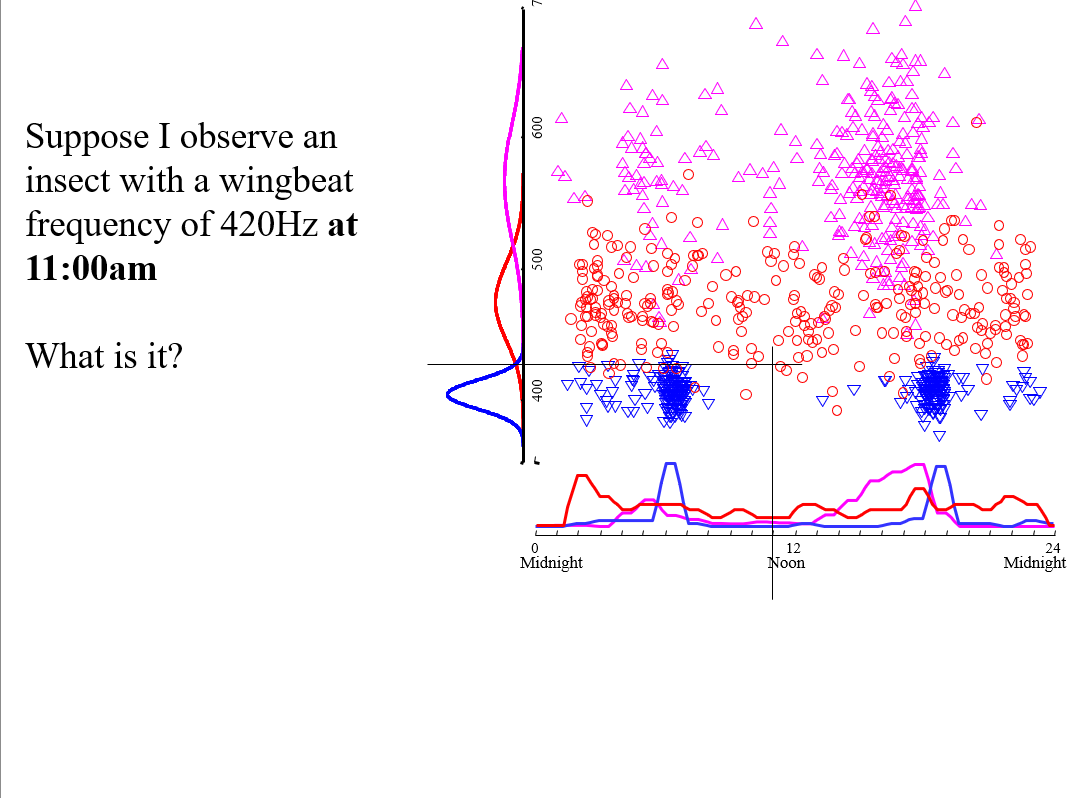 Suppose I observe an
insect with a wingbeat
frequency of 420Hz at
11:00am
What is it?
600
500
400
0 12 24
Midnight Noon Midnight